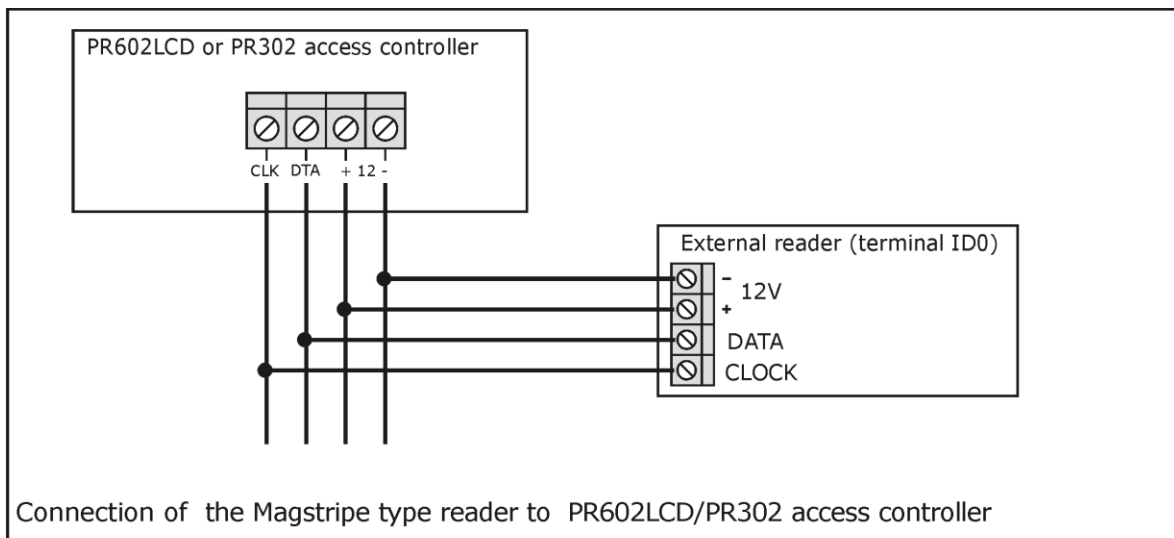 PR602LCD or PR302 access controller
CLK DTA + 12 -
External reader (terminal ID0)
-
12V
+
DATA
CLOCK
Connection of the Magstripe type reader to PR602LCD/PR302 access controller